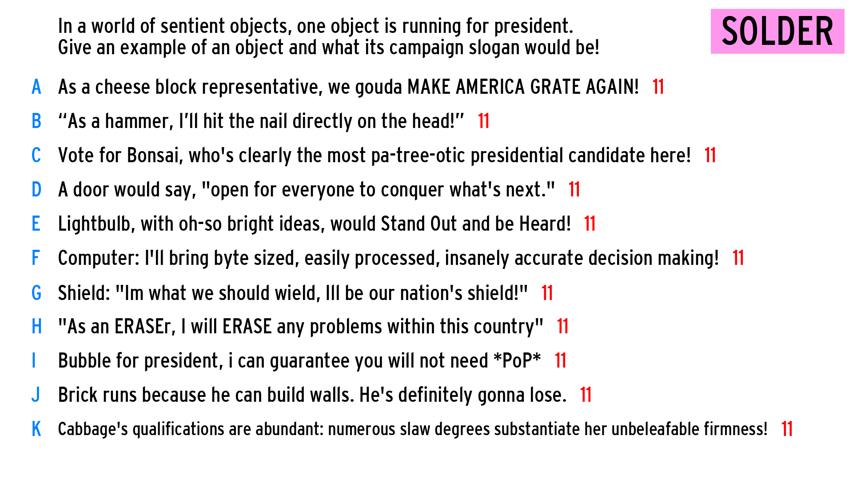 In a world of sentient objects, one object is running for president.
Give an example of an object and what its campaign slogan would be!
SOLDER
A As a cheese block representative, we gouda MAKE AMERICA GRATE AGAIN! 11
B “As a hammer, I’ll hit the nail directly on the head!” 11
C Vote for Bonsai, who's clearly the most pa-tree-otic presidential candidate here! 11
D A door would say, "open for everyone to conquer what's next." 11
E Lightbulb, with oh-so bright ideas, would Stand Out and be Heard! 11
F Computer: I'll bring byte sized, easily processed, insanely accurate decision making! 11
G Shield: "Im what we should wield, Ill be our nation's shield!" 11
H "As an ERASEr, I will ERASE any problems within this country" 11
I Bubble for president, i can guarantee you will not need *PoP* 11
J Brick runs because he can build walls. He's definitely gonna lose. 11
K Cabbage's qualifications are abundant: numerous slaw degrees substantiate her unbeleafable firmness! 11